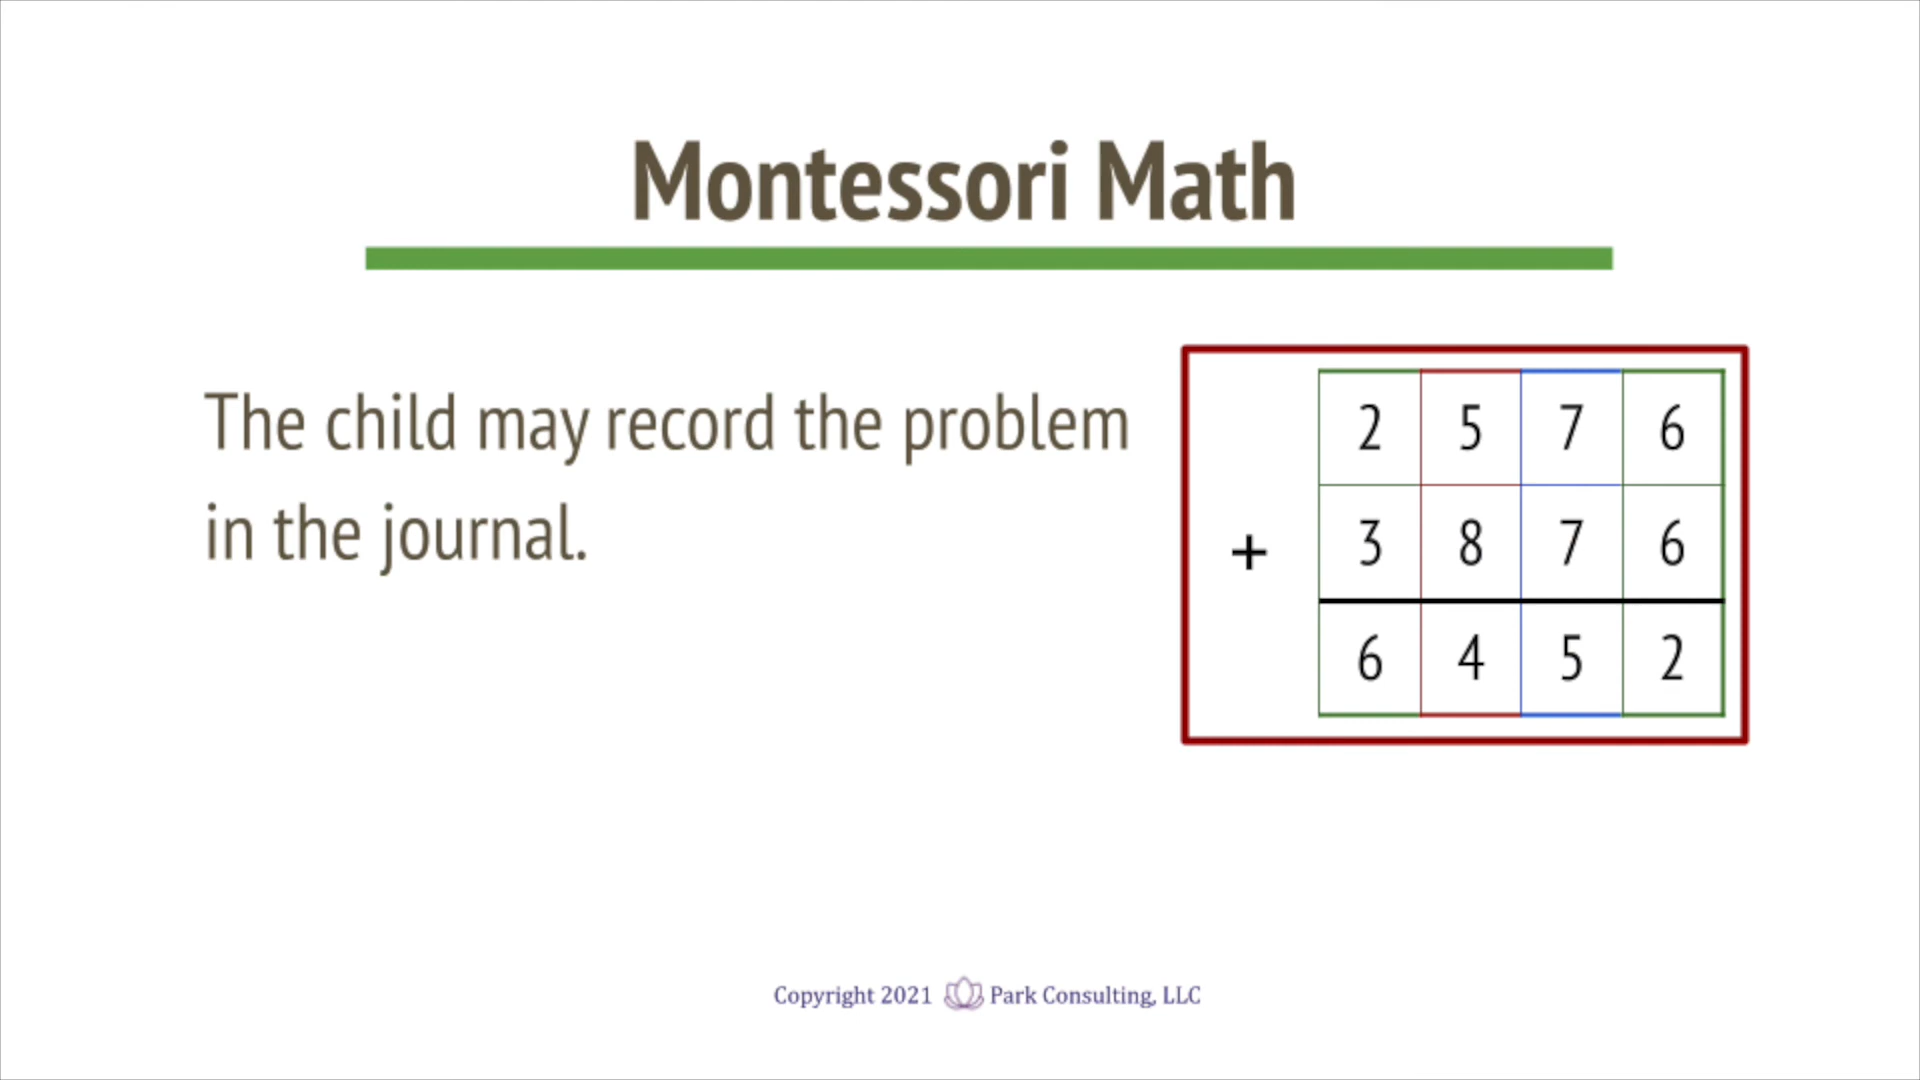 Montessori Math
The child may record the problem
in the journal.
2 5 7 6
+ 3 8 7 6
6 4 5 2
Copyright 2021 Park Consulting, LLC